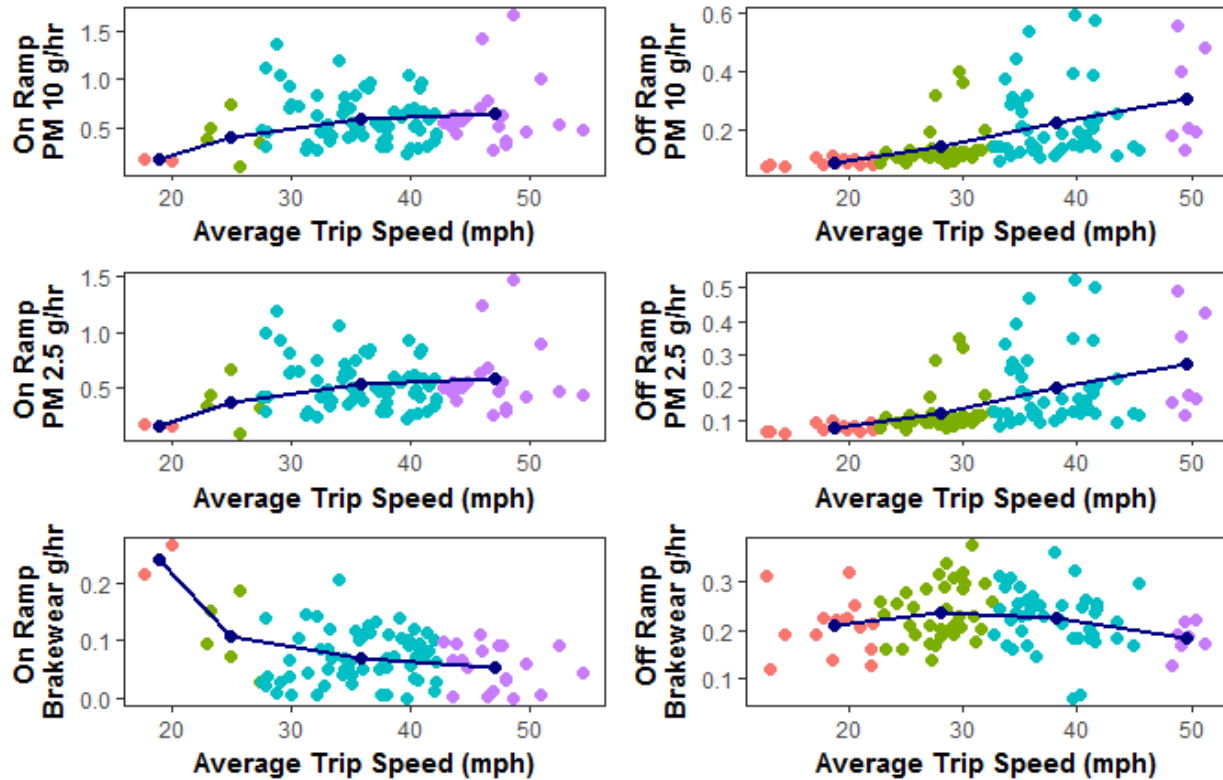 On Ramp
PM 10 g/hr
1.5
1.0
0.5
20 30 40 50
Average Trip Speed (mph)
Off Ramp
PM 10 g/hr
0.6
0.4
0.2
20 30 40 50
Average Trip Speed (mph)
On Ramp
PM 2.5 g/hr
1.5
1.0
0.5
20 30 40 50
Average Trip Speed (mph)
Off Ramp
PM 2.5 g/hr
0.5
0.4
0.3
0.2
0.1
20 30 40 50
Average Trip Speed (mph)
On Ramp
Brakewear g/hr
0.2
0.1
0.0
20 30 40 50
Average Trip Speed (mph)
Off Ramp
Brakewear g/hr
0.3
0.2
0.1
20 30 40 50
Average Trip Speed (mph)